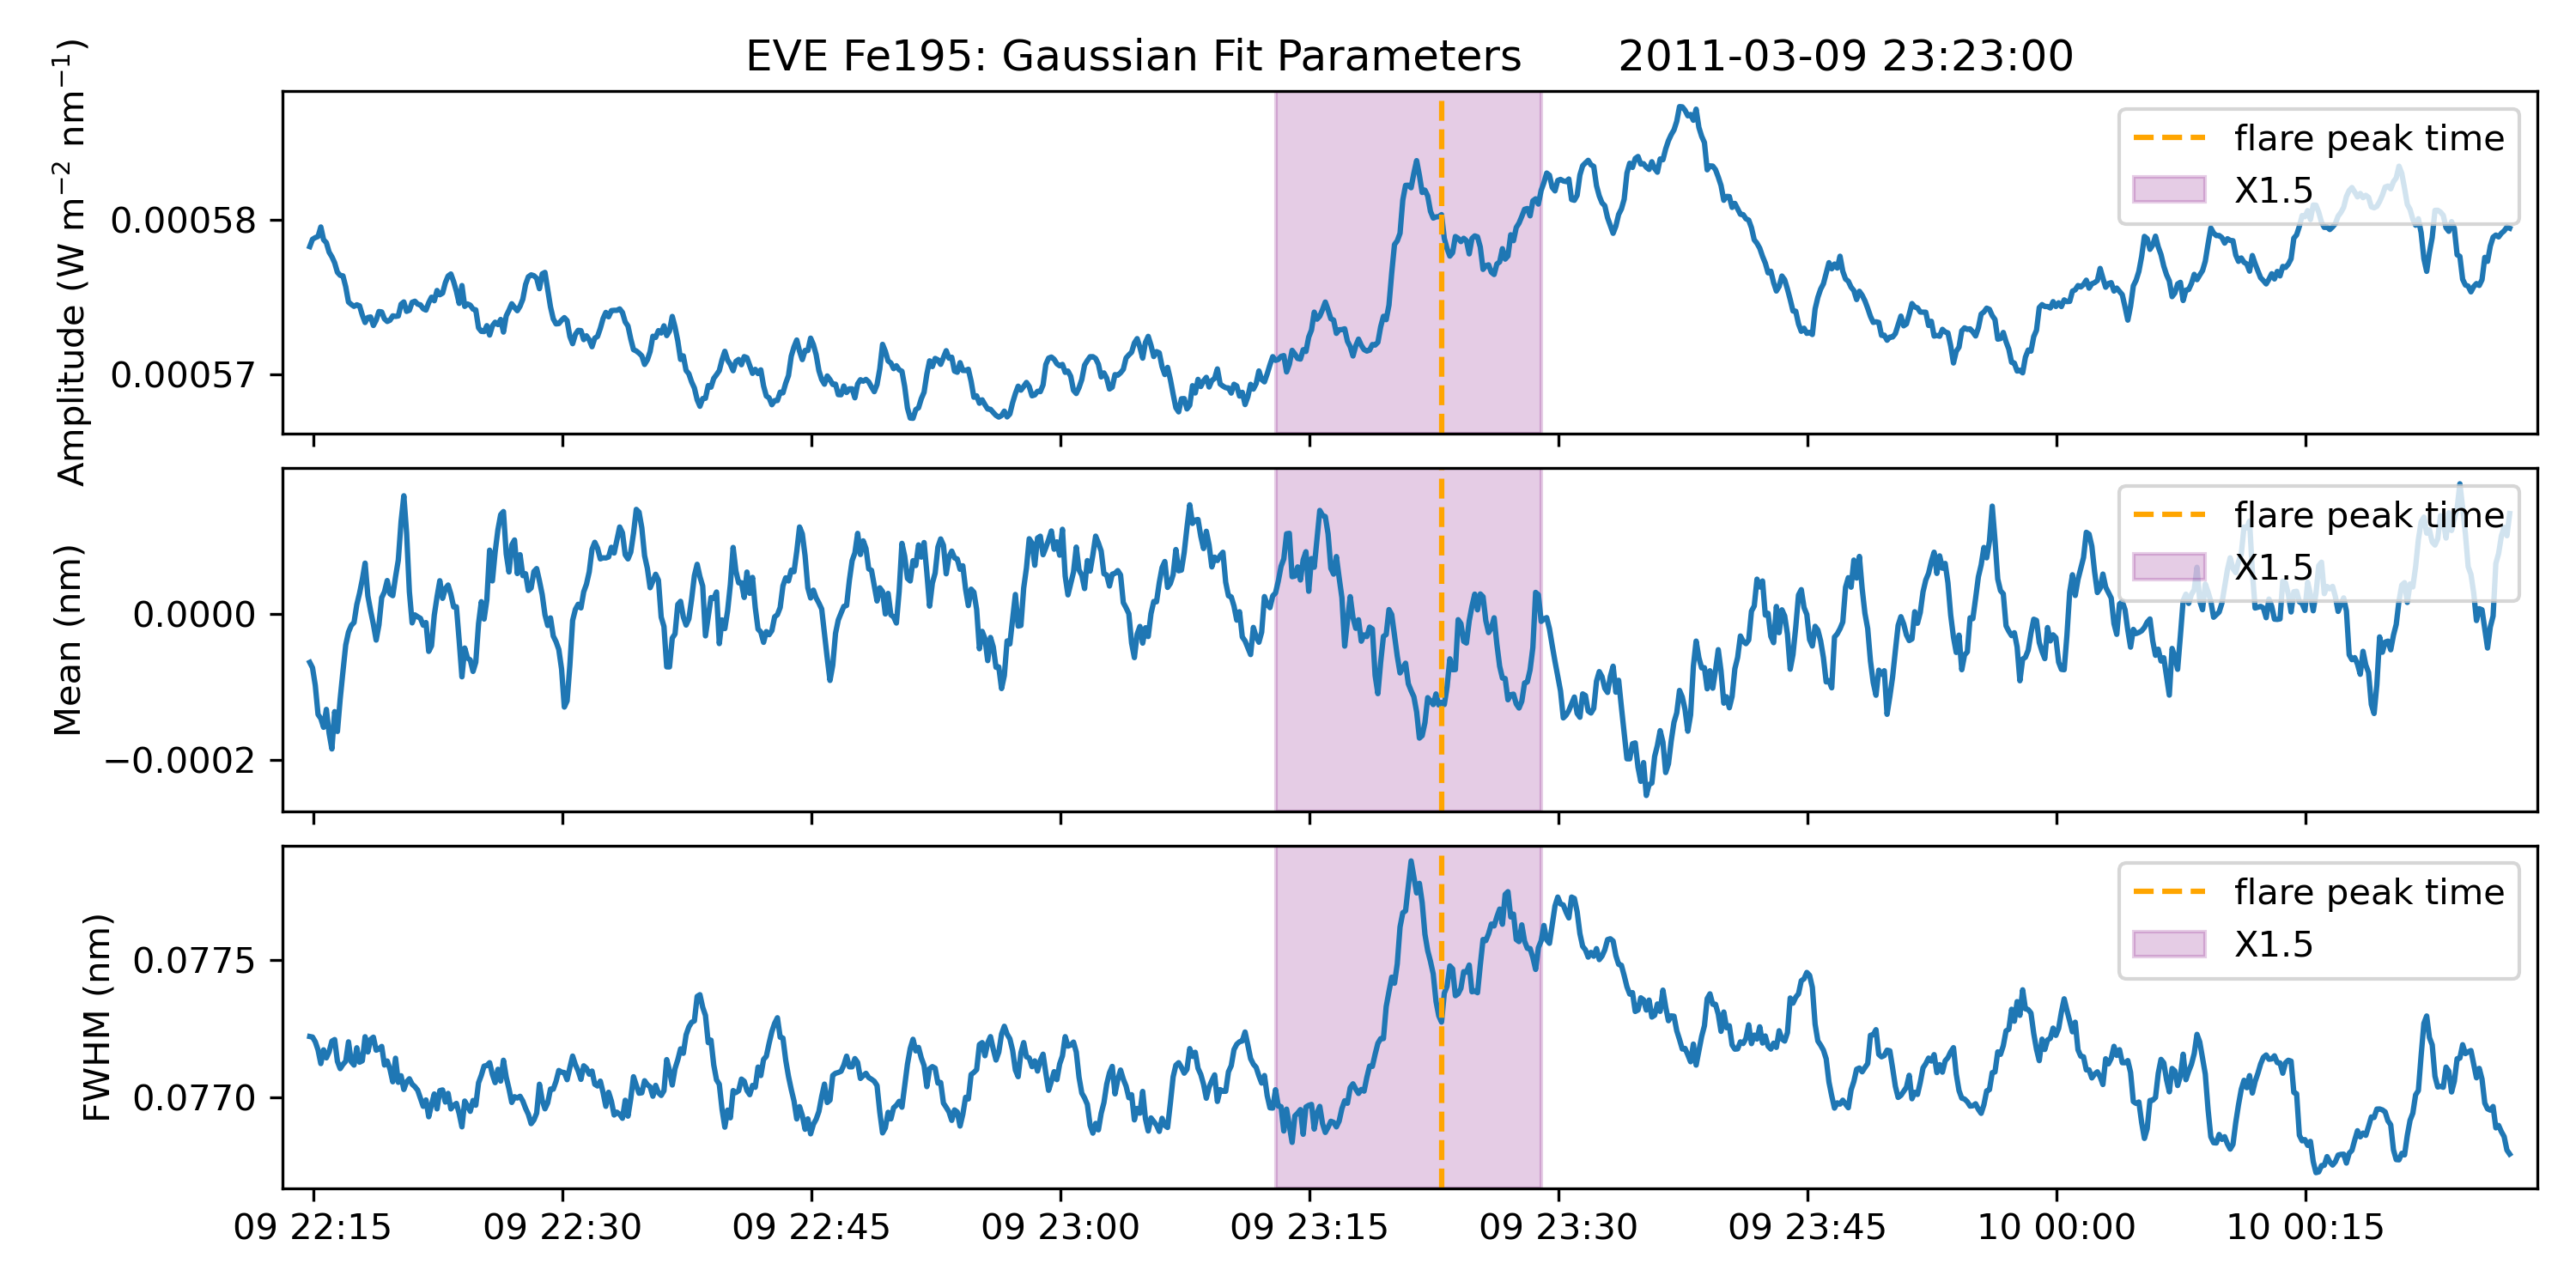 EVE Fe195: Gaussian Fit Parameters 2011-03-09 23:23:00
Amplitude (W m⁻² nm⁻¹)
0.00058
0.00057
flare peak time
X1.5
Mean (nm)
0.0000
−0.0002
flare peak time
X1.5
FWHM (nm)
0.0775
0.0770
flare peak time
X1.5
09 22:15 09 22:30 09 22:45 09 23:00 09 23:15 09 23:30 09 23:45 10 00:00 10 00:15